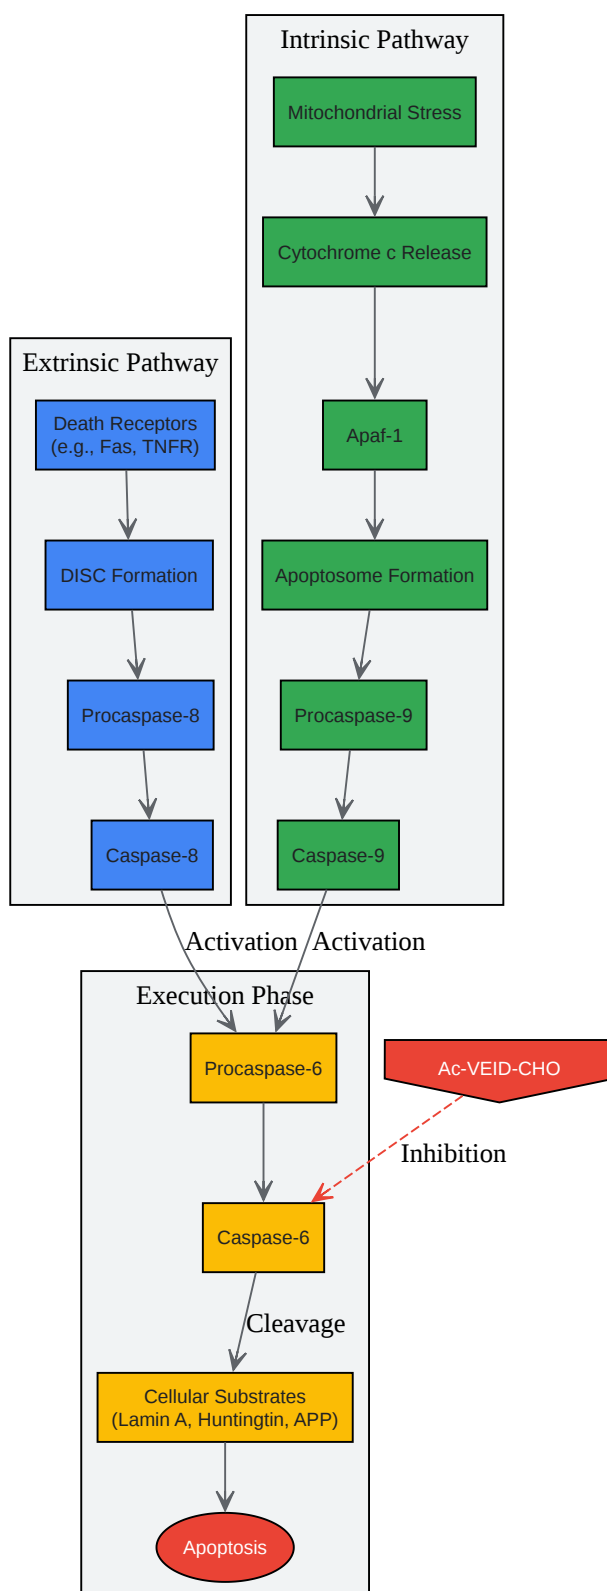 Intrinsic Pathway
Mitochondrial Stress
Cytochrome c Release
Apaf-1
Apoptosome Formation
Procaspase-9
Caspase-9
Extrinsic Pathway
Death Receptors
(e.g., Fas, TNFR)
DISC Formation
Procaspase-8
Caspase-8
Activation
Activation
Execution Phase
Procaspase-6
Ac-VEID-CHO
Inhibition
Caspase-6
Cleavage
Cellular Substrates
(Lamin A, Huntingtin, APP)
Apoptosis